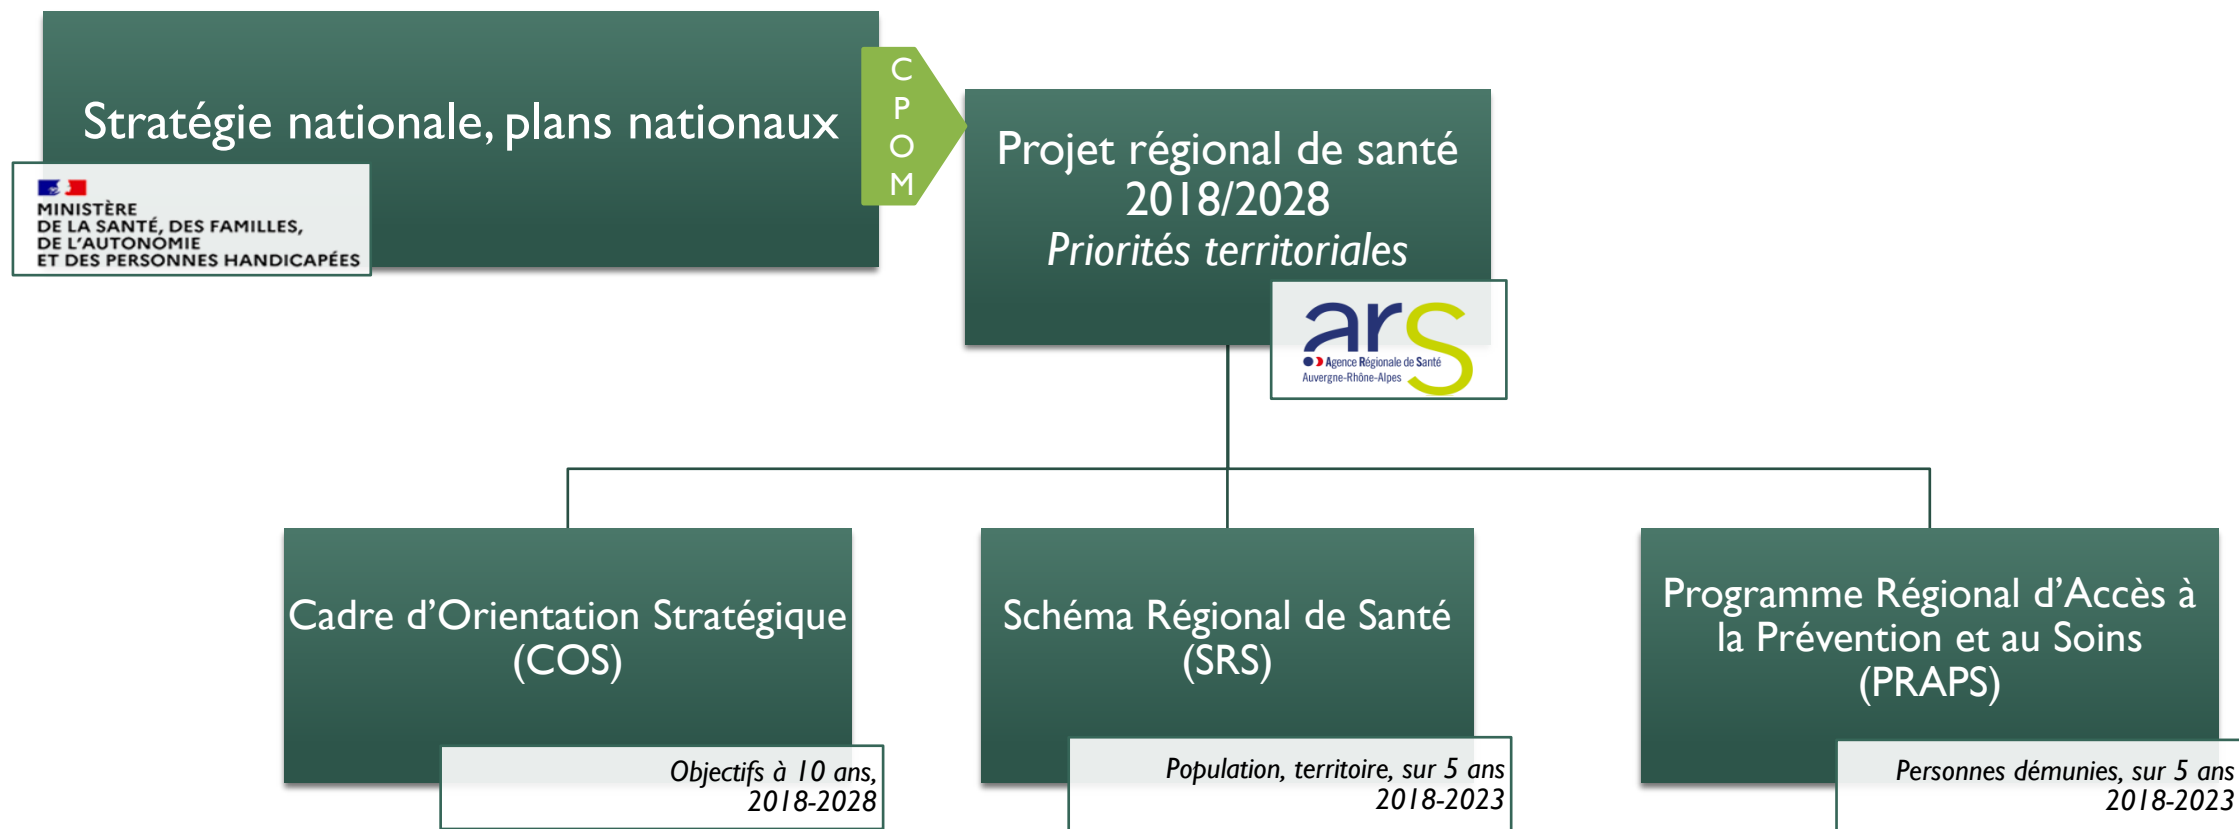 Stratégie nationale, plans nationaux
MINISTÈRE
DE LA SANTÉ, DES FAMILLES,
DE L'AUTONOMIE
ET DES PERSONNES HANDICAPÉES
C
P
O
M
Projet régional de santé
2018/2028
Priorités territoriales
ars
Agence Régionale de Santé
Auvergne-Rhône-Alpes
Cadre d’Orientation Stratégique
(COS)
Objectifs à 10 ans,
2018-2028
Schéma Régional de Santé
(SRS)
Population, territoire, sur 5 ans
2018-2023
Programme Régional d’Accès à
la Prévention et au Soins
(PRAPS)
Personnes démunies, sur 5 ans
2018-2023